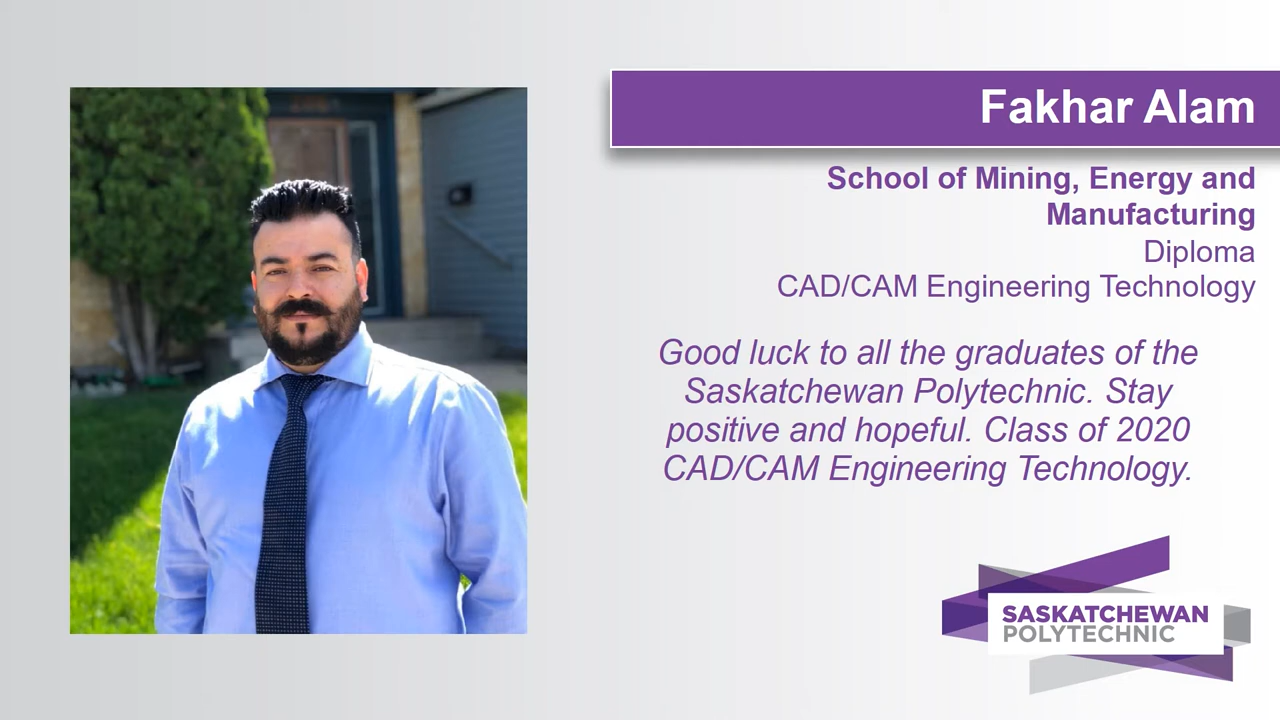 Fakhar Alam
School of Mining, Energy and
Manufacturing
Diploma
CAD/CAM Engineering Technology
Good luck to all the graduates of the
Saskatchewan Polytechnic. Stay
positive and hopeful. Class of 2020
CAD/CAM Engineering Technology.
SASKATCHEWAN
POLYTECHNIC